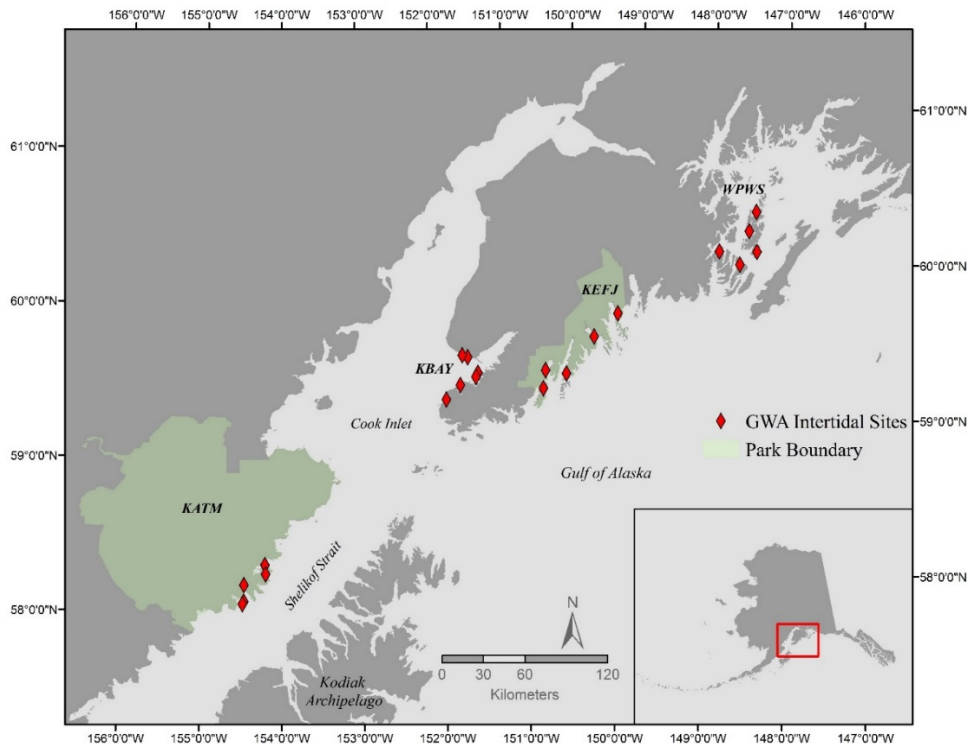 156°0'0"W 155°0'0"W 154°0'0"W 153°0'0"W 152°0'0"W 151°0'0"W 150°0'0"W 149°0'0"W 148°0'0"W 147°0'0"W 146°0'0"W
61°0'0"N
61°0'0"N
WPWS
60°0'0"N
KEFJ
60°0'0"N
KBAY
Cook Inlet
GWA Intertidal Sites
59°0'0"N
Park Boundary
59°0'0"N
Gulf of Alaska
KATM
Shelikof Strait
58°0'0"N
58°0'0"N
N
0 30 60 120
Kilometers
Kodiak
Archipelago
156°0'0"W 155°0'0"W 154°0'0"W 153°0'0"W 152°0'0"W 151°0'0"W 150°0'0"W 149°0'0"W 148°0'0"W 147°0'0"W